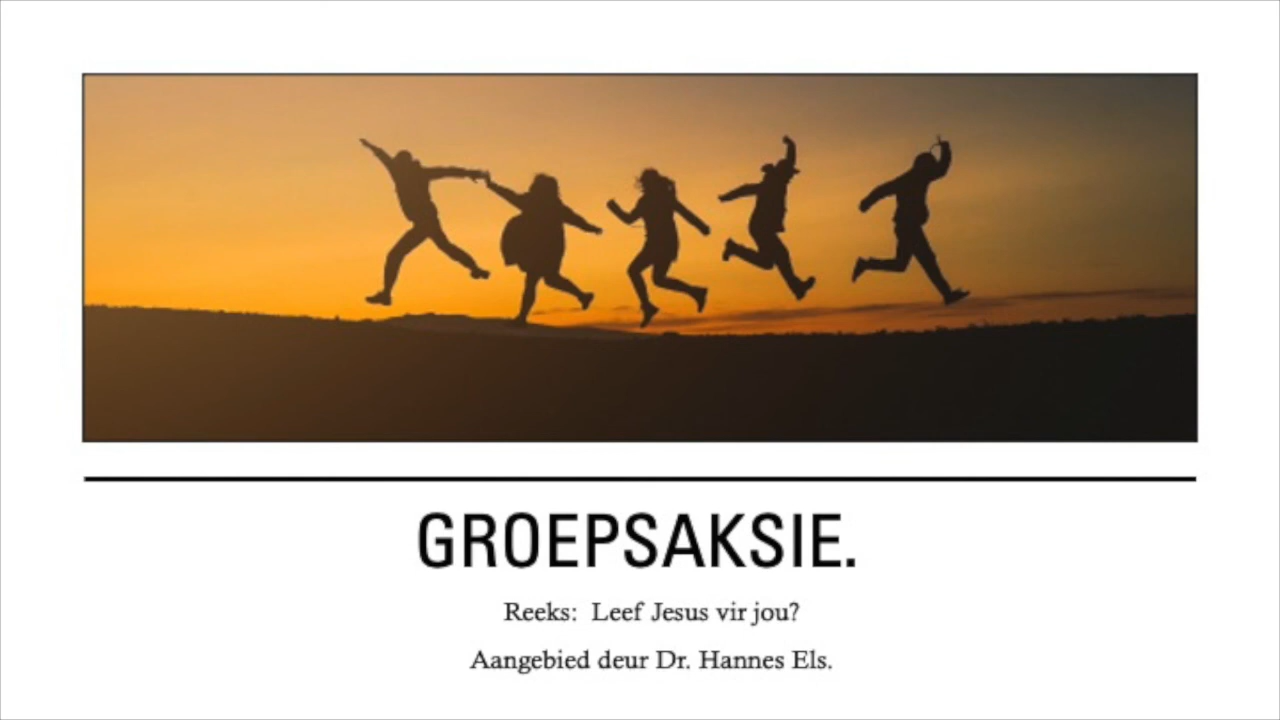 GROEPSAKSIE.
Reeks:  Leef Jesus vir jou?
Aangebied deur Dr. Hannes Els.